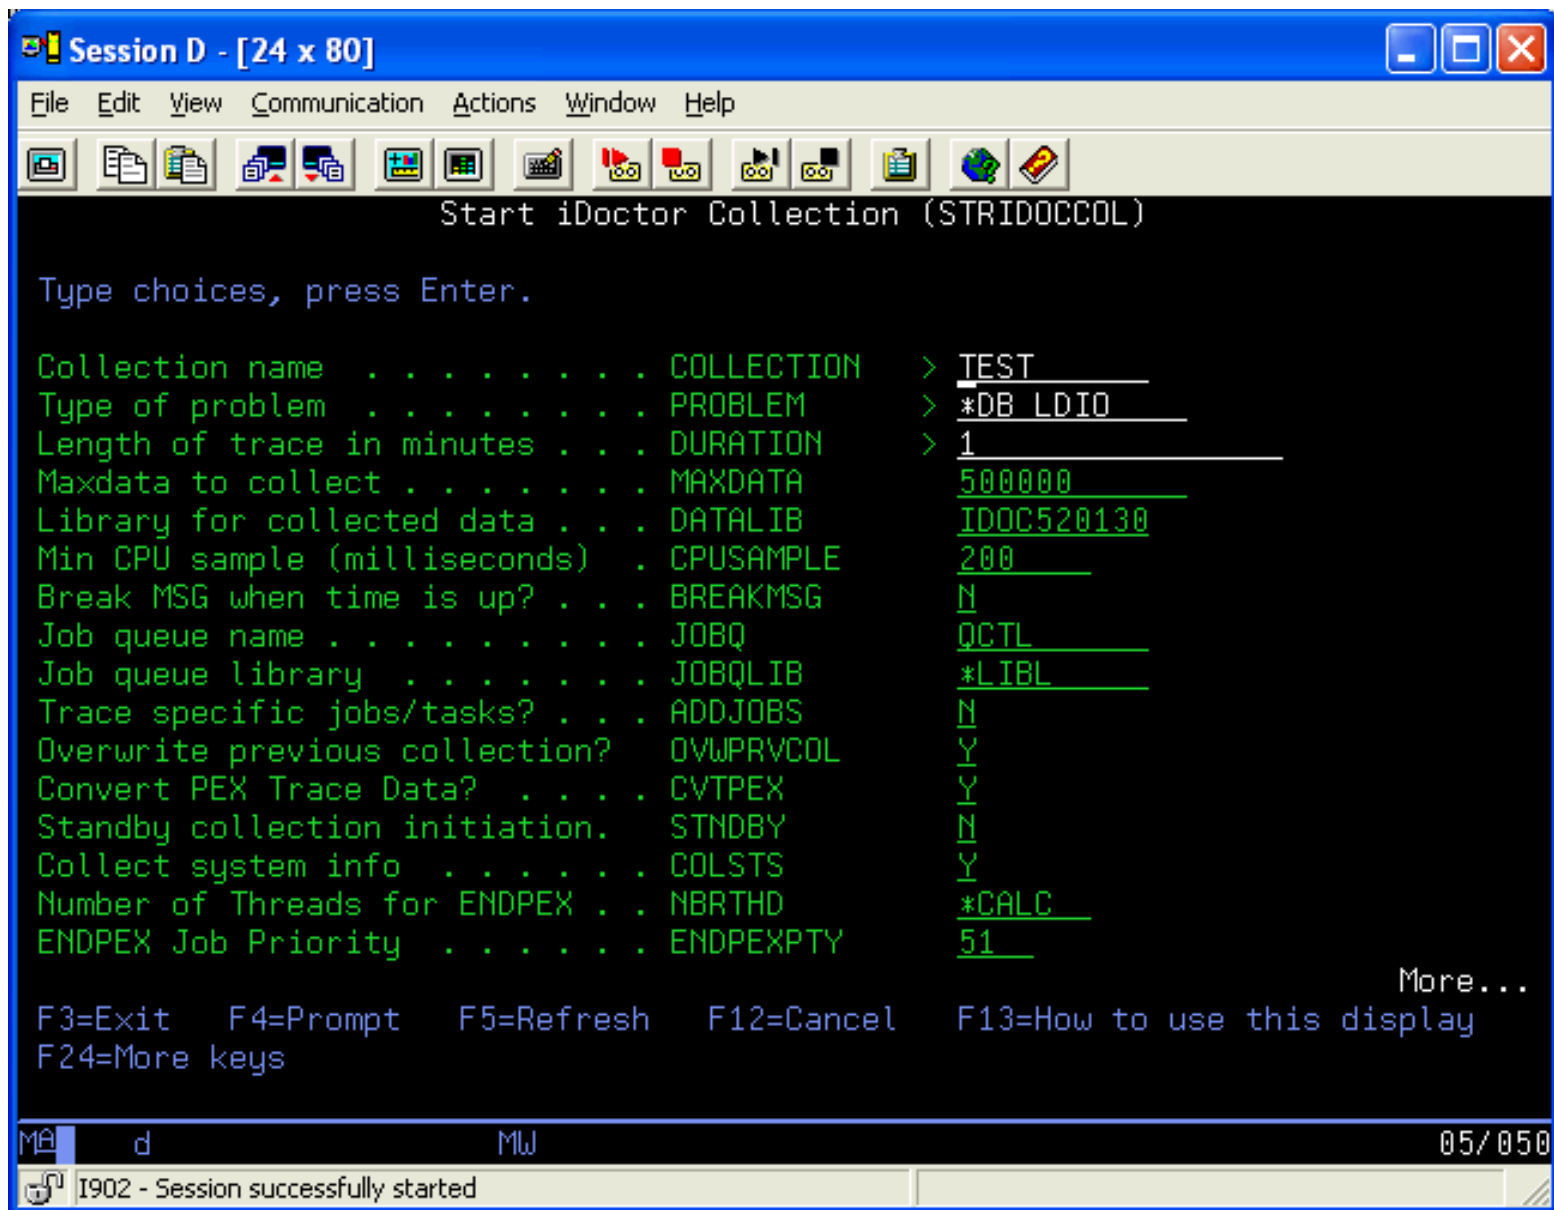 Session D - [24 x 80]
File Edit View Communication Actions Window Help
Start iDoctor Collection (STRIDOCCOL)
Type choices, press Enter.
Collection name . . . . . . . . COLLECTION > TEST
Type of problem . . . . . . . . PROBLEM > *DB LDIO
Length of trace in minutes . . . DURATION > 1
Maxdata to collect . . . . . . . MAXDATA 500000
Library for collected data . . . DATALIB IDOC520130
Min CPU sample (milliseconds) . CPUSAMPLE 200
Break MSG when time is up? . . . BREAKMSG N
Job queue name . . . . . . . . . JOBQ QCTL
Job queue library . . . . . . . JOBQLIB *LIBL
Trace specific jobs/tasks? . . . ADDJOBS N
Overwrite previous collection? OVWPRVCOL Y
Convert PEX Trace Data? . . . . CVTPEX Y
Standby collection initiation. STNDBY N
Collect system info . . . . . . COLSTS Y
Number of Threads for ENDPEX . . NBRTHD *CALC
ENDPEX Job Priority . . . . . . ENDPEXPTY 51
More...
F3=Exit F4=Prompt F5=Refresh F12=Cancel F13=How to use this display
F24=More keys
MA d MW 05/050
I902 - Session successfully started